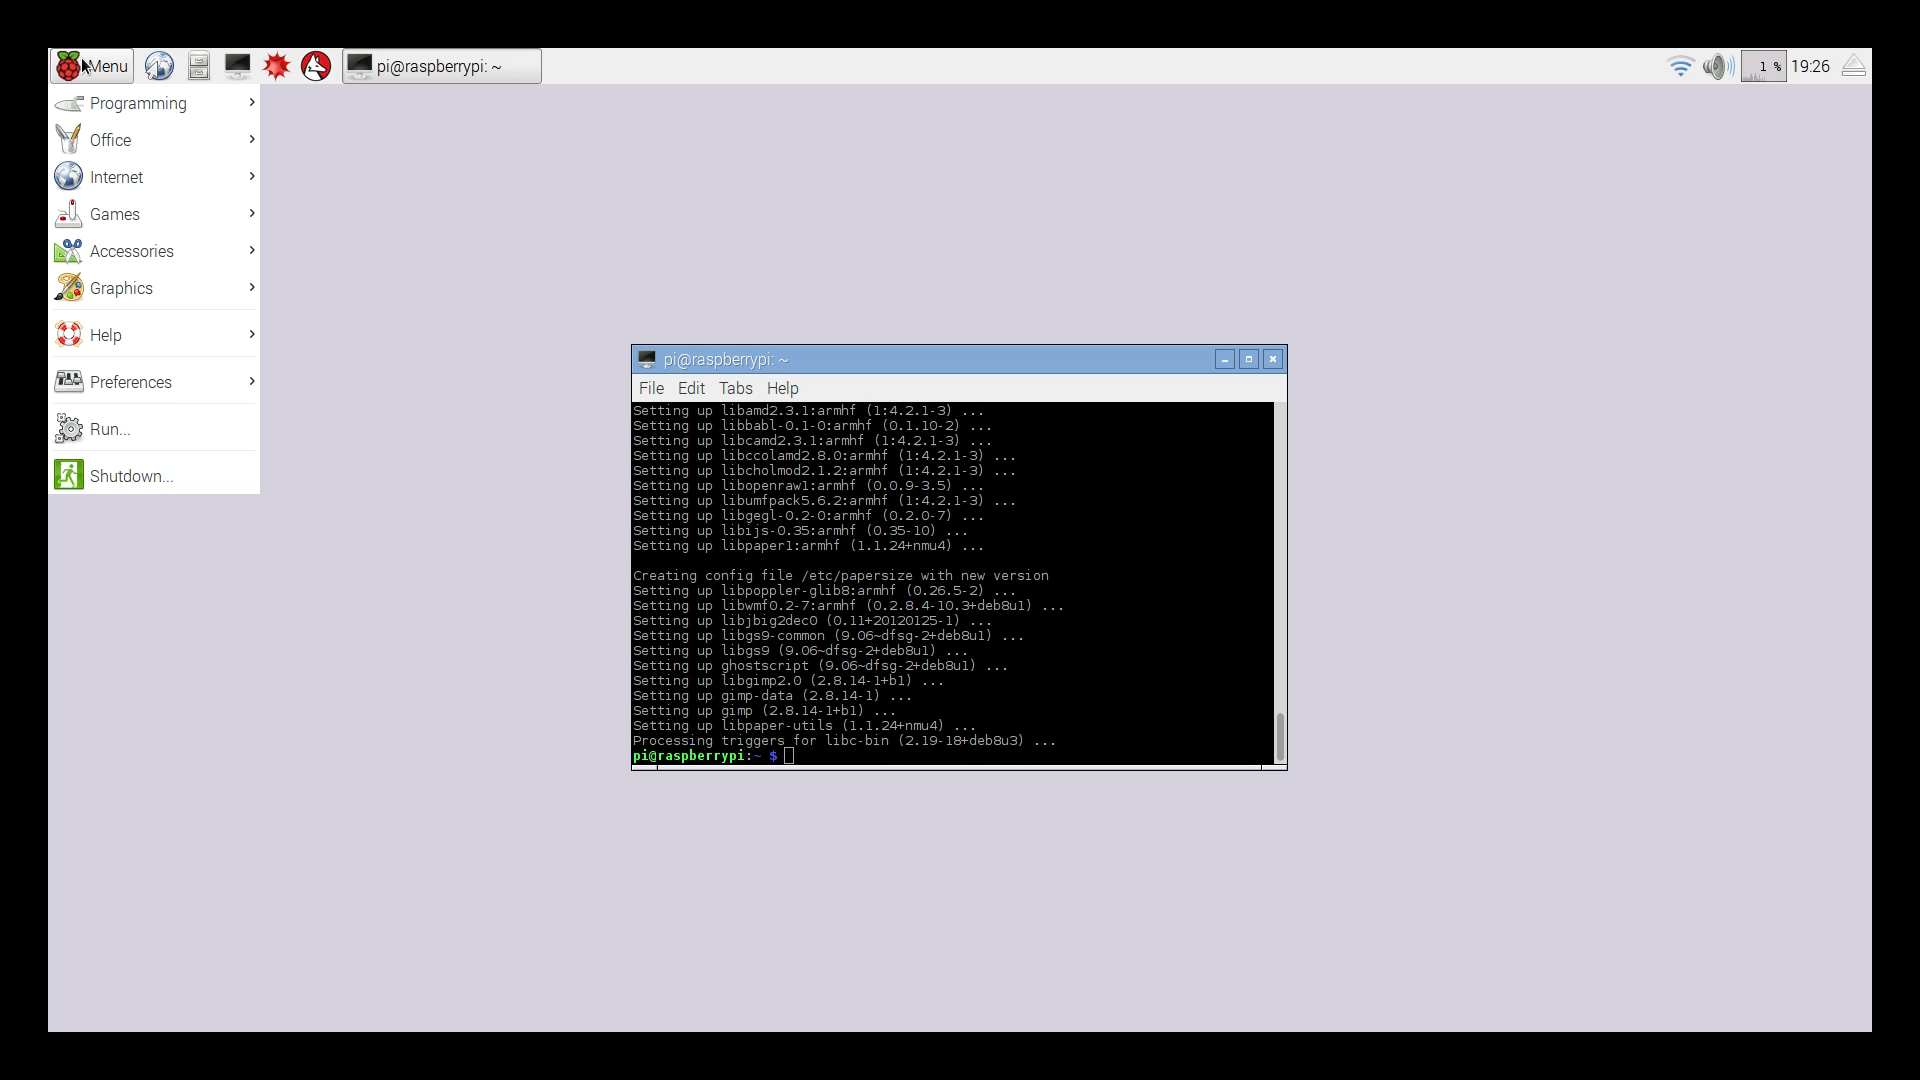 Menu
pi@raspberrypi: ~
1 %
19:26
Programming
Office
Internet
Games
Accessories
Graphics
Help
Preferences
Run...
Shutdown...
pi@raspberrypi: ~
File Edit Tabs Help
Setting up libamd2.3.1:armhf (1:4.2.1-3) ...
Setting up libbabl-0.1-0:armhf (0.1.10-2) ...
Setting up libcamd2.3.1:armhf (1:4.2.1-3) ...
Setting up libccolamd2.8.0:armhf (1:4.2.1-3) ...
Setting up libcholmod2.1.2:armhf (1:4.2.1-3) ...
Setting up libopenraw1:armhf (0.0.9-3.5) ...
Setting up libumfpack5.6.2:armhf (1:4.2.1-3) ...
Setting up libgegl-0.2-0:armhf (0.2.0-7) ...
Setting up libijs-0.35:armhf (0.35-10) ...
Setting up libpaper1:armhf (1.1.24+nmu4) ...
Creating config file /etc/papersize with new version
Setting up libpoppler-glib8:armhf (0.26.5-2) ...
Setting up libwmf0.2-7:armhf (0.2.8.4-10.3+deb8u1) ...
Setting up libjbig2dec0 (0.11+20120125-1) ...
Setting up libgs9-common (9.06~dfsg-2+deb8u1) ...
Setting up libgs9 (9.06~dfsg-2+deb8u1) ...
Setting up ghostscript (9.06~dfsg-2+deb8u1) ...
Setting up libgimp2.0 (2.8.14-1+b1) ...
Setting up gimp-data (2.8.14-1) ...
Setting up gimp (2.8.14-1+b1) ...
Setting up libpaper-utils (1.1.24+nmu4) ...
Processing triggers for libc-bin (2.19-18+deb8u3) ...
pi@raspberrypi:~ $